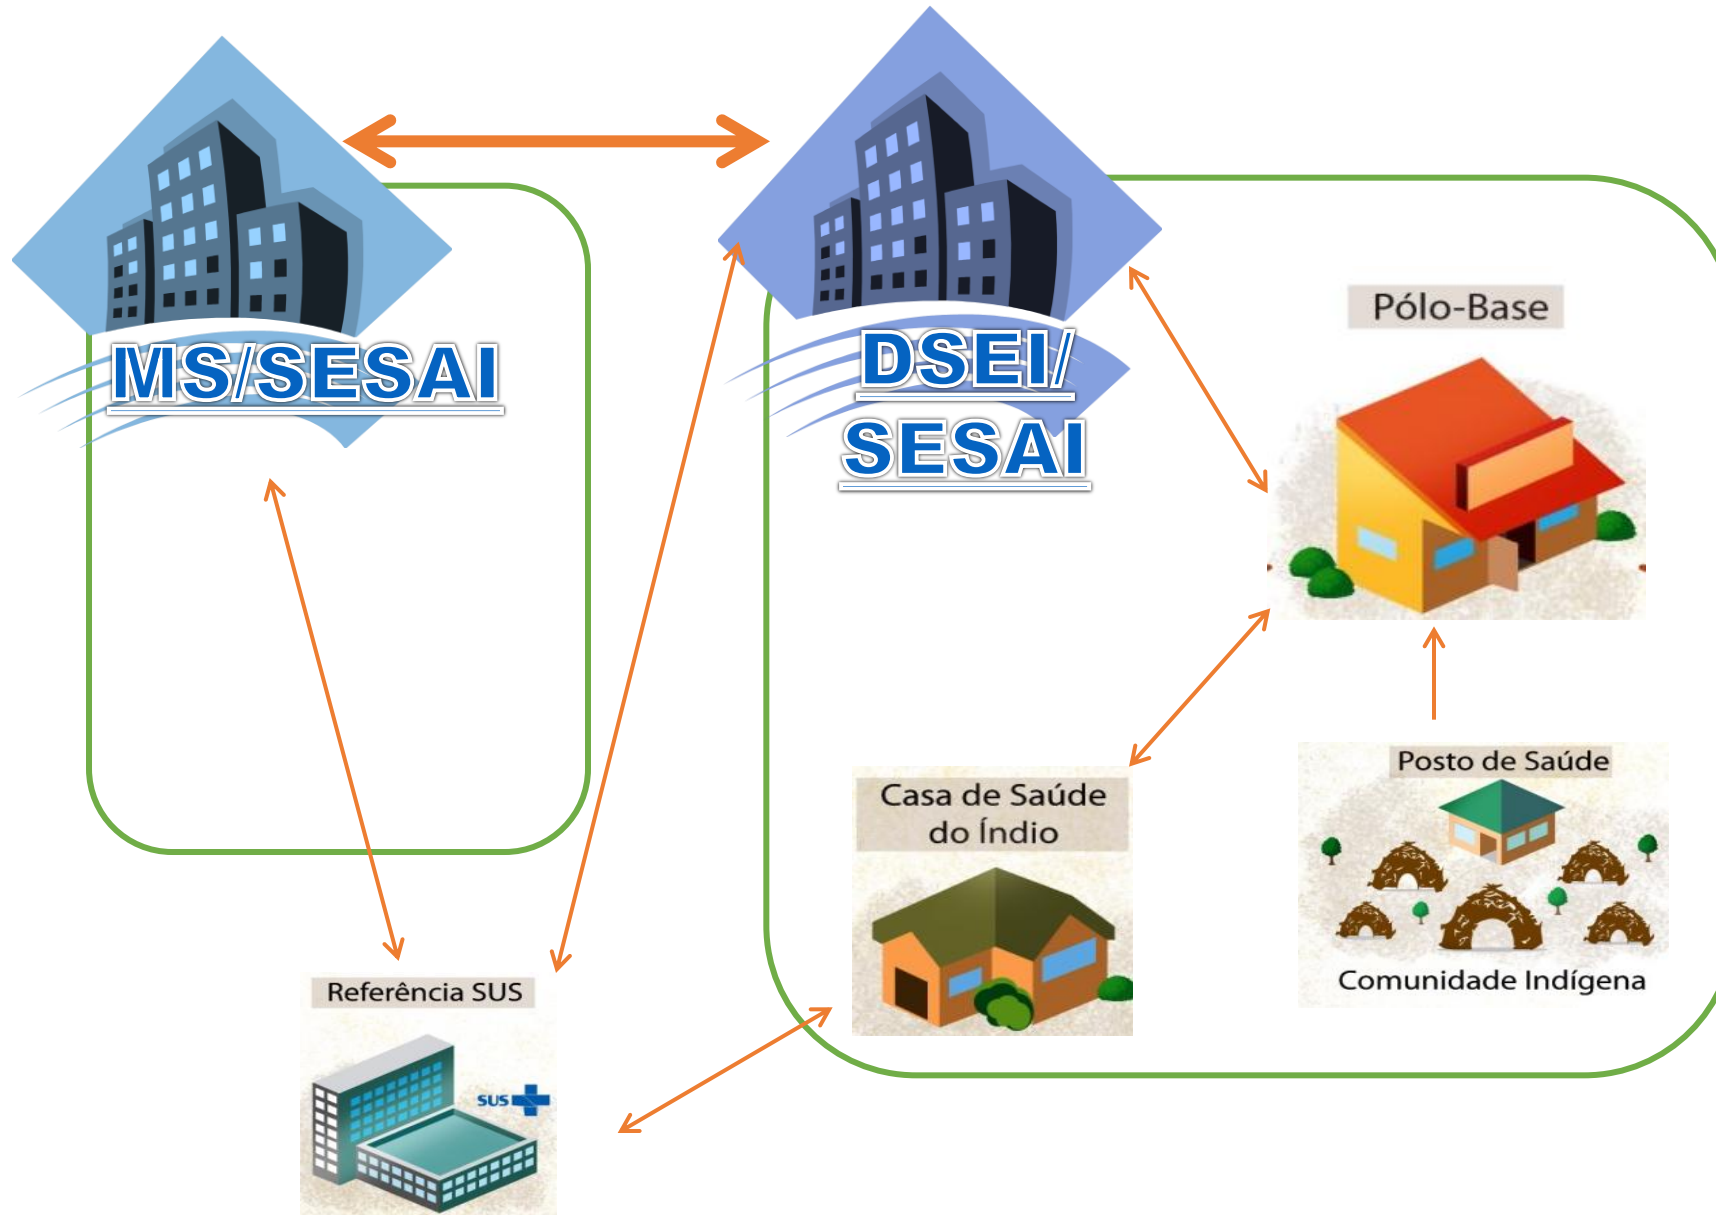 MS/SESAI
DSEI/
SESAI
Pólo-Base
Casa de Saúde
do Índio
Posto de Saúde
Comunidade Indígena
Referência SUS
SUS